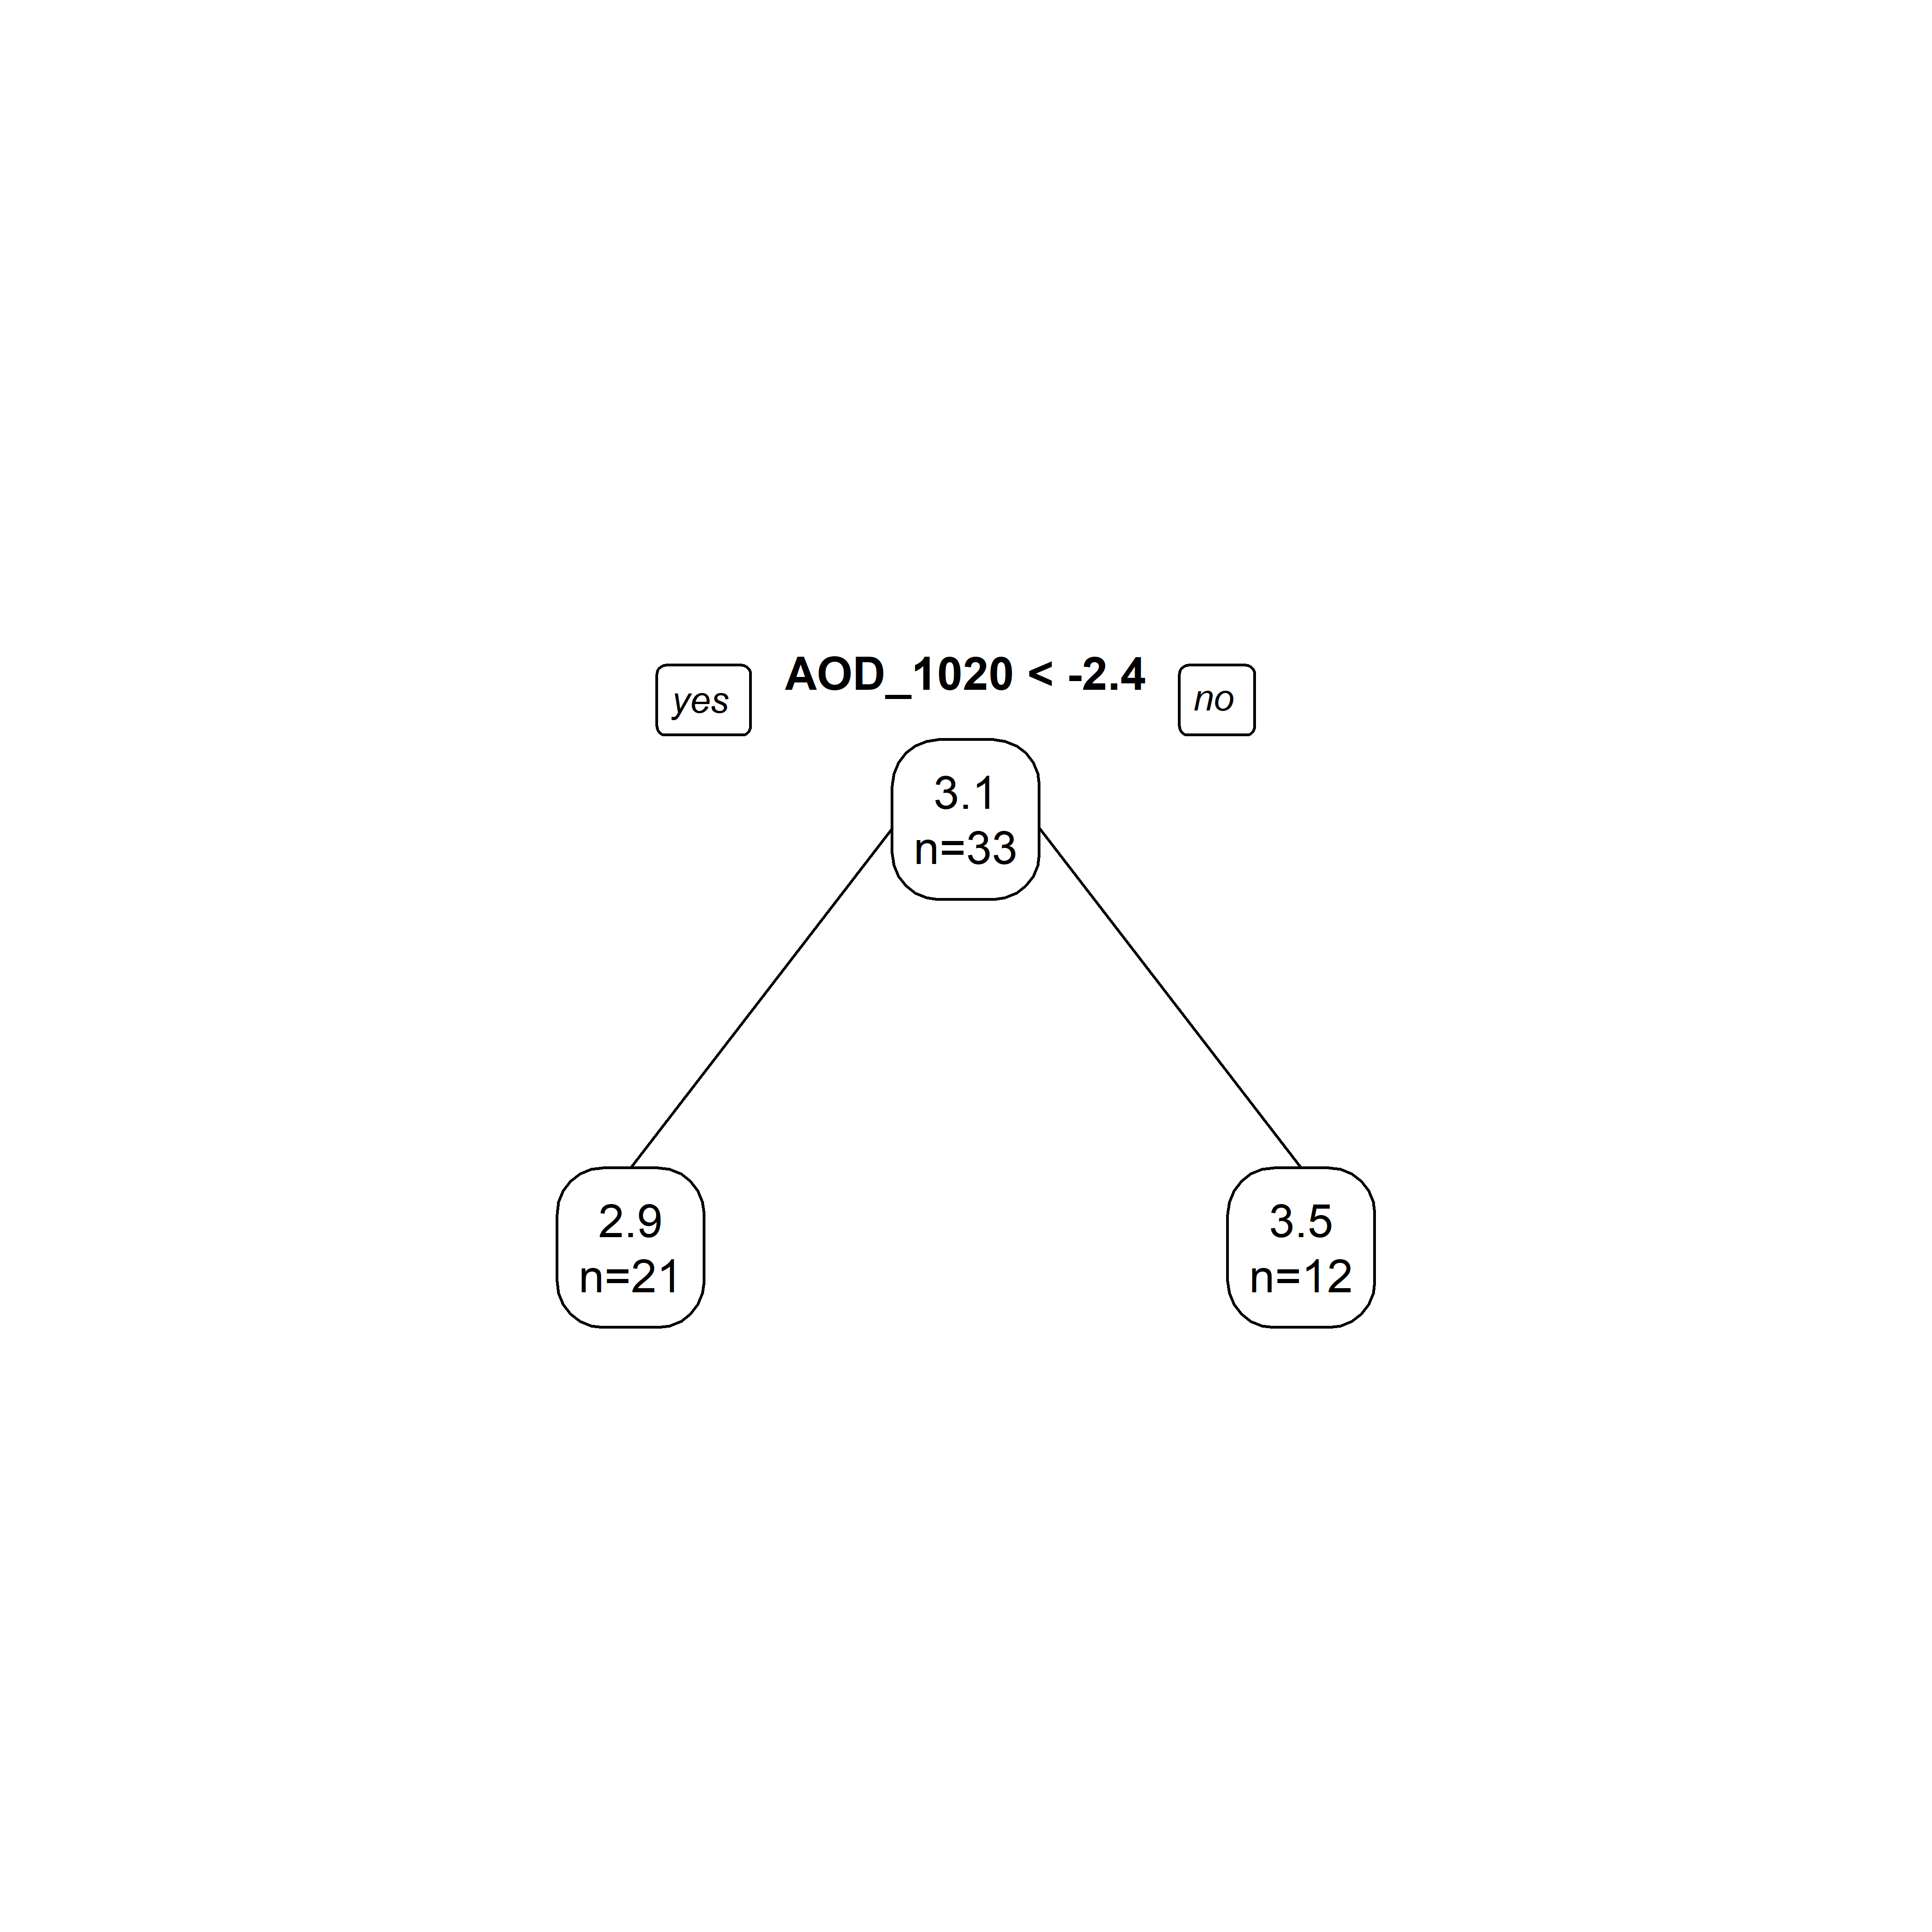 yes
AOD_1020 < -2.4
no
3.1
n=33
2.9
n=21
3.5
n=12